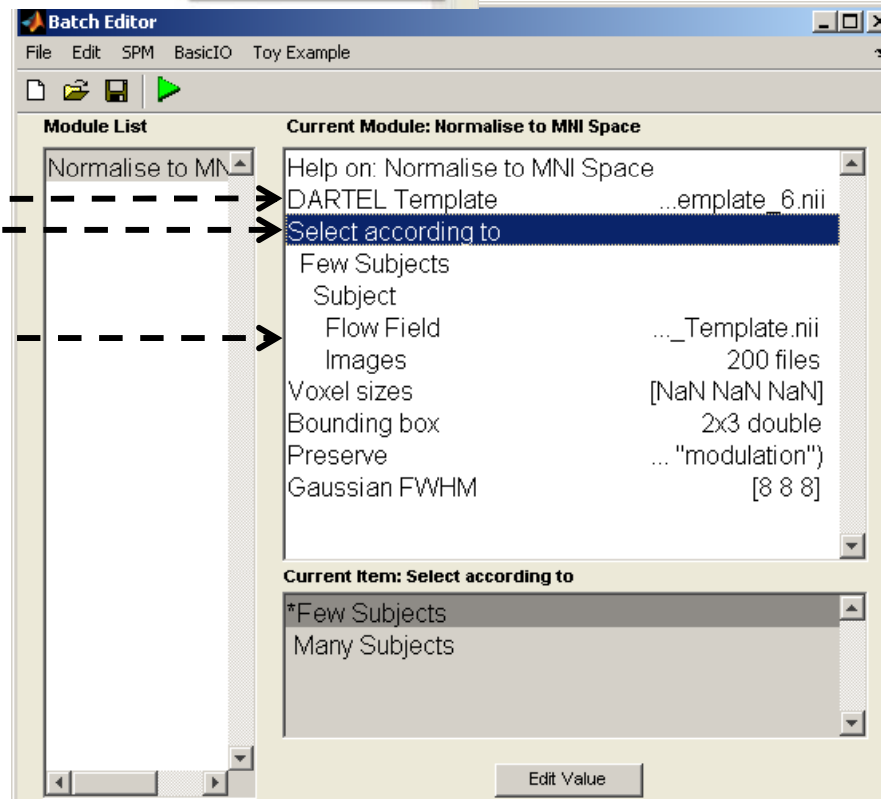 Batch Editor
File Edit SPM BasicIO Toy Example
Module List
Normalise to MN
Current Module: Normalise to MNI Space
Help on: Normalise to MNI Space
DARTEL Template ...emplate_6.nii
Select according to
Few Subjects
Subject
Flow Field ..._Template.nii
Images 200 files
Voxel sizes [NaN NaN NaN]
Bounding box 2x3 double
Preserve ... "modulation")
Gaussian FWHM [8 8 8]
Current Item: Select according to
*Few Subjects
Many Subjects
Edit Value